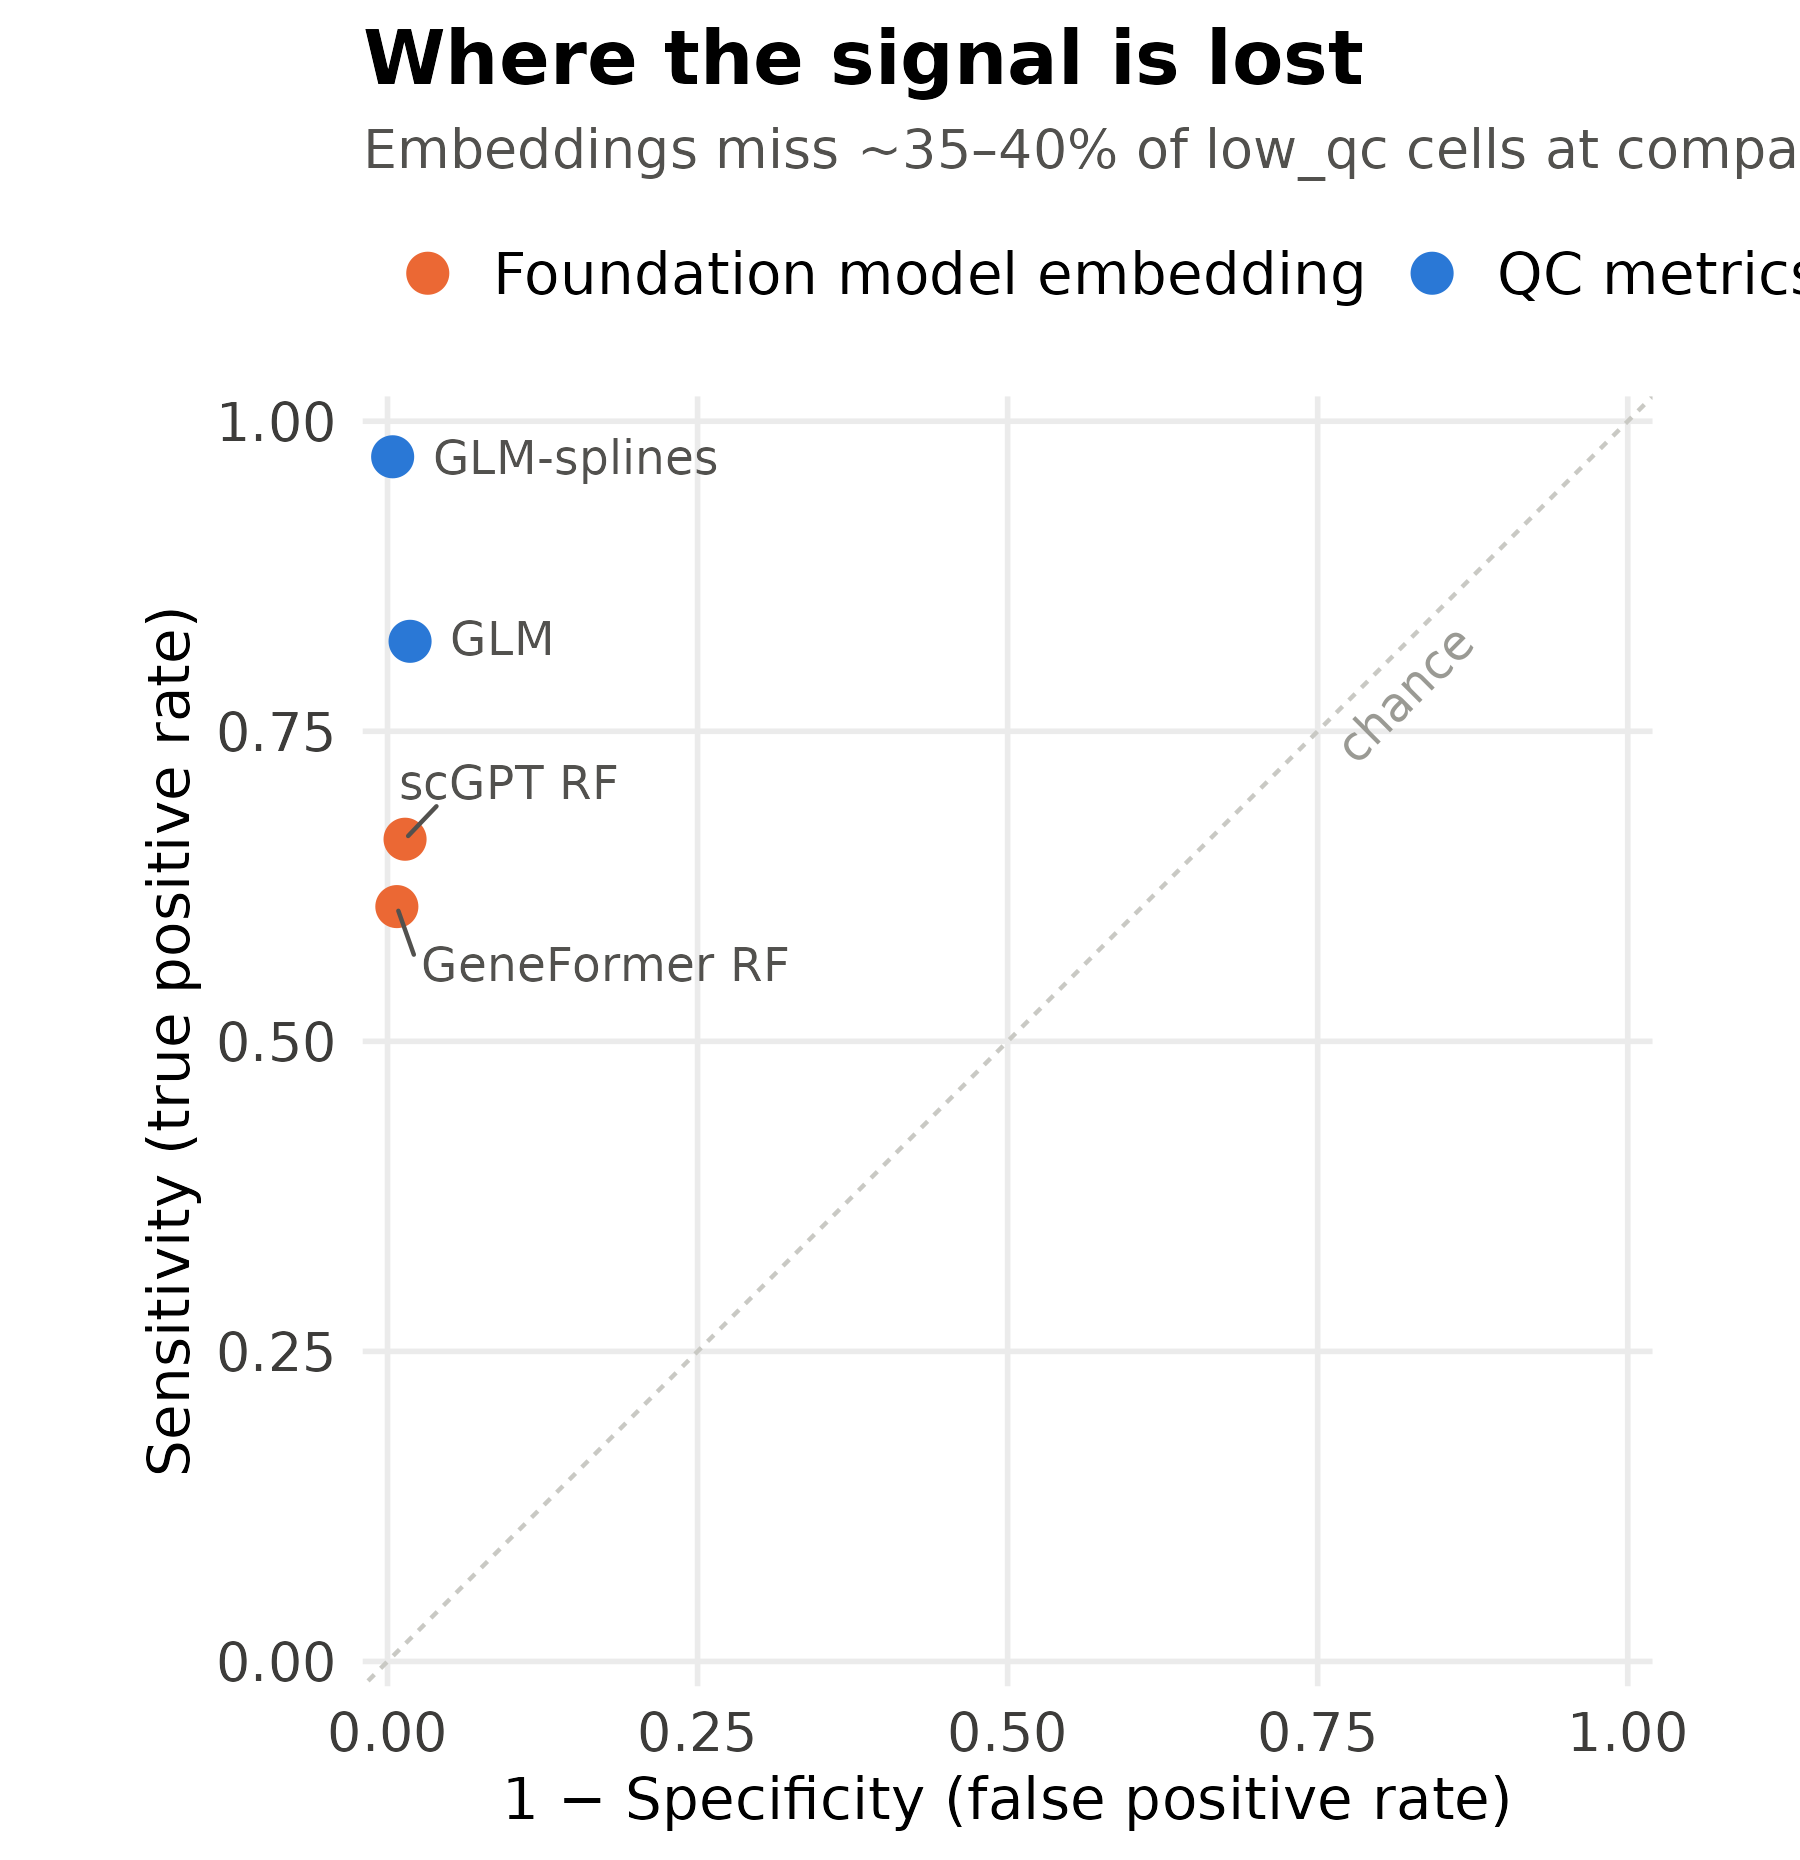 Where the signal is lost
Embeddings miss ~35–40% of low_qc cells at compa
Foundation model embedding
QC metrics
1.00
GLM-splines
GLM
chance
0.75
scGPT RF
GeneFormer RF
0.50
0.25
0.00
Sensitivity (true positive rate)
0.00 0.25 0.50 0.75 1.00
1 − Specificity (false positive rate)